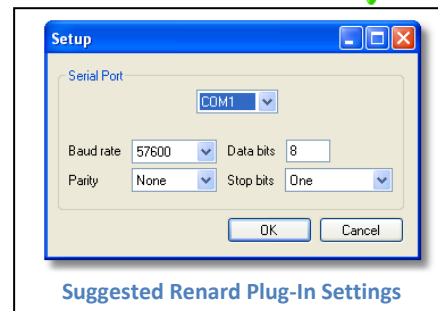 Setup
Serial Port
COM1
Baud rate 57600 Data bits 8
Parity None Stop bits One
OK Cancel
Suggested Renard Plug-In Settings